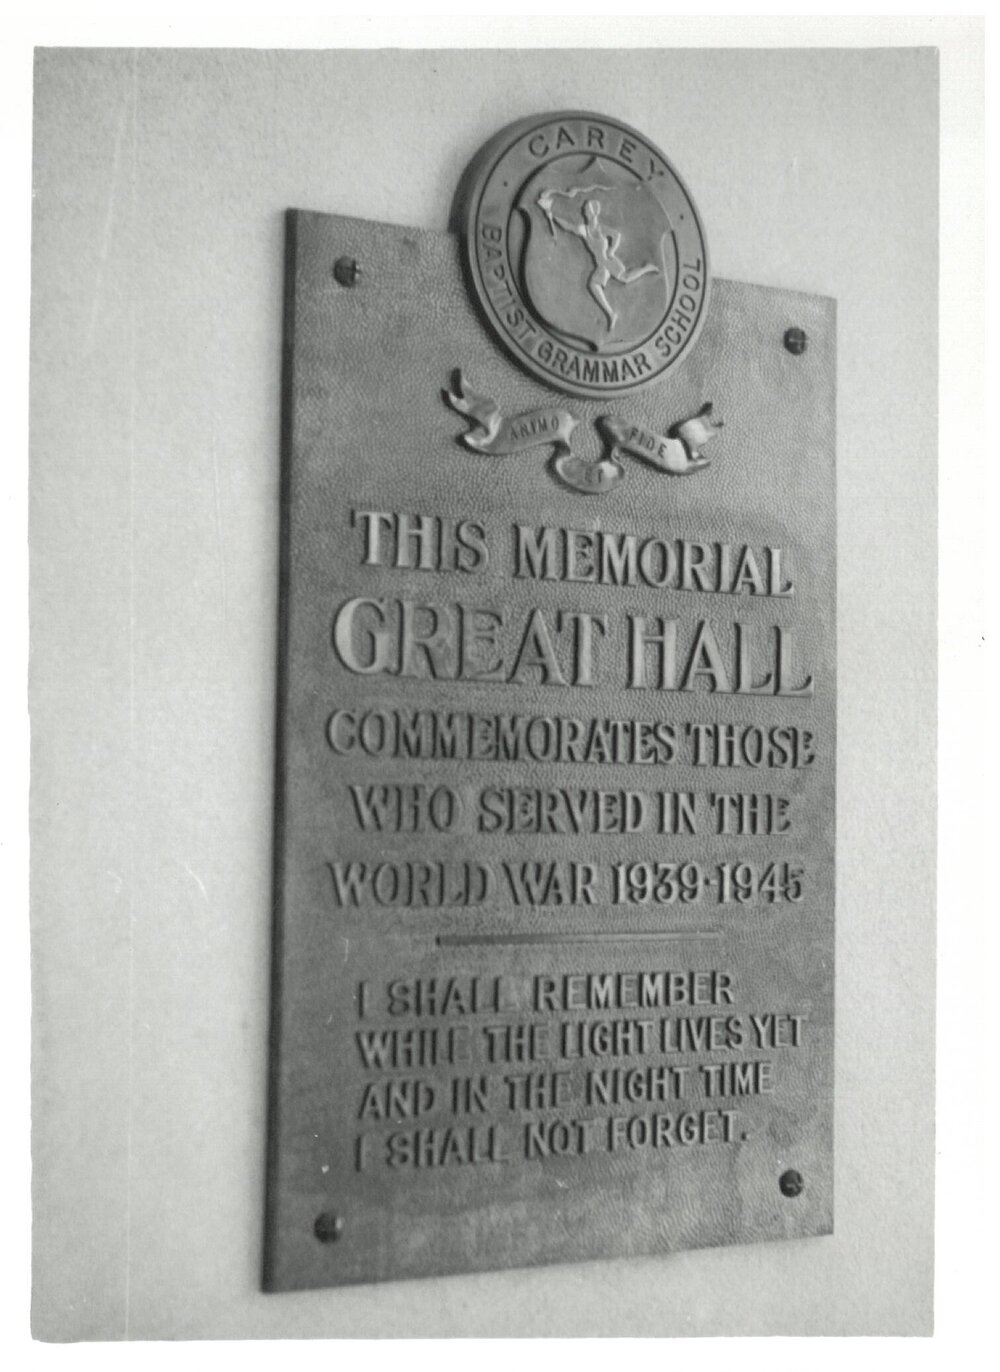 CAREY
BAPTIST GRAMMAR SCHOOL
ANIMO ET FIDE
THIS MEMORIAL
GREAT HALL
COMMEMORATES THOSE
WHO SERVED IN THE
WORLD WAR 1939·1945
I SHALL REMEMBER
WHILE THE LIGHT LIVES YET
AND IN THE NIGHT TIME
I SHALL NOT FORGET.